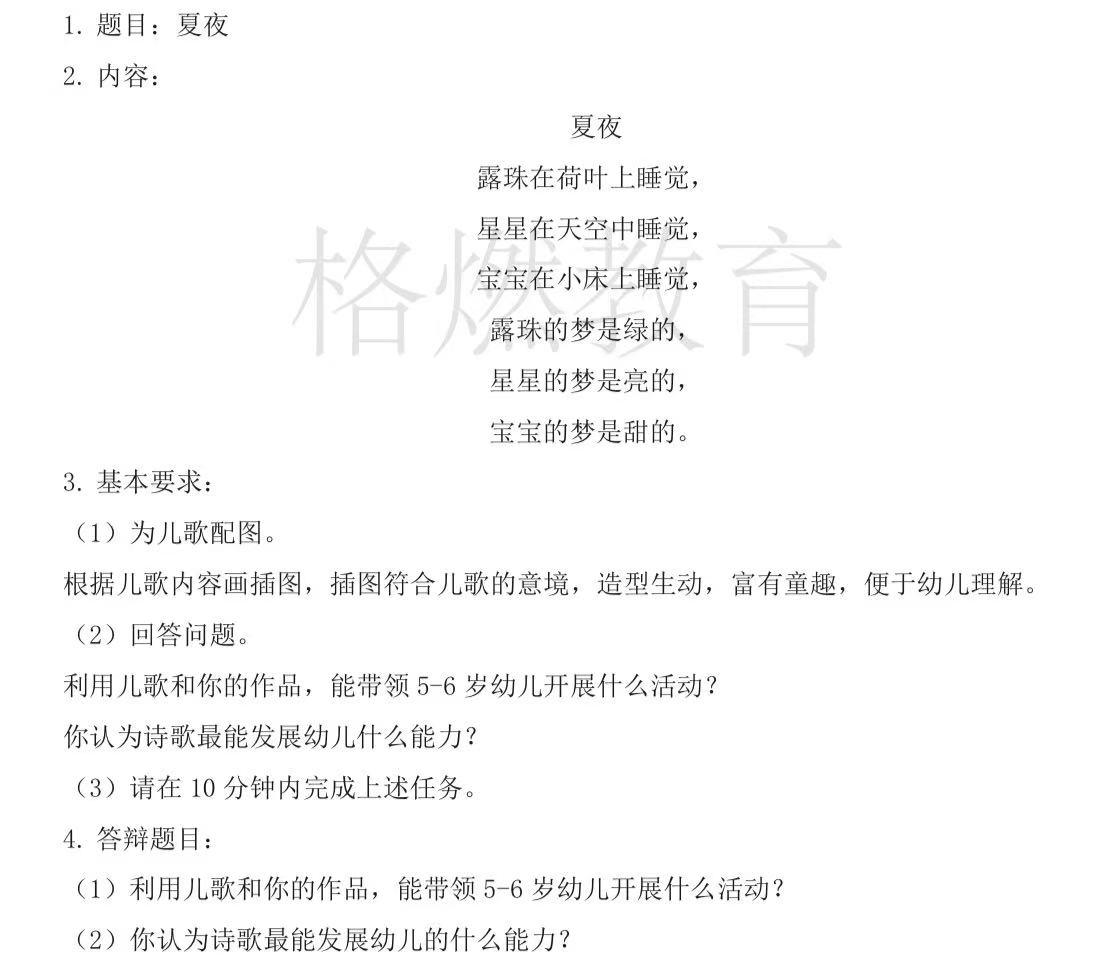 1. 题目：夏夜
2. 内容：
夏夜
露珠在荷叶上睡觉，
星星在天空中睡觉，
宝宝在小床上睡觉，
露珠的梦是绿的，
星星的梦是亮的，
宝宝的梦是甜的。
格燃教育
3. 基本要求：
（1）为儿歌配图。
根据儿歌内容画插图，插图符合儿歌的意境，造型生动，富有童趣，便于幼儿理解。
（2）回答问题。
利用儿歌和你的作品，能带领 5-6 岁幼儿开展什么活动？
你认为诗歌最能发展幼儿什么能力？
（3）请在 10 分钟内完成上述任务。
4. 答辩题目：
（1）利用儿歌和你的作品，能带领 5-6 岁幼儿开展什么活动？
（2）你认为诗歌最能发展幼儿的什么能力？